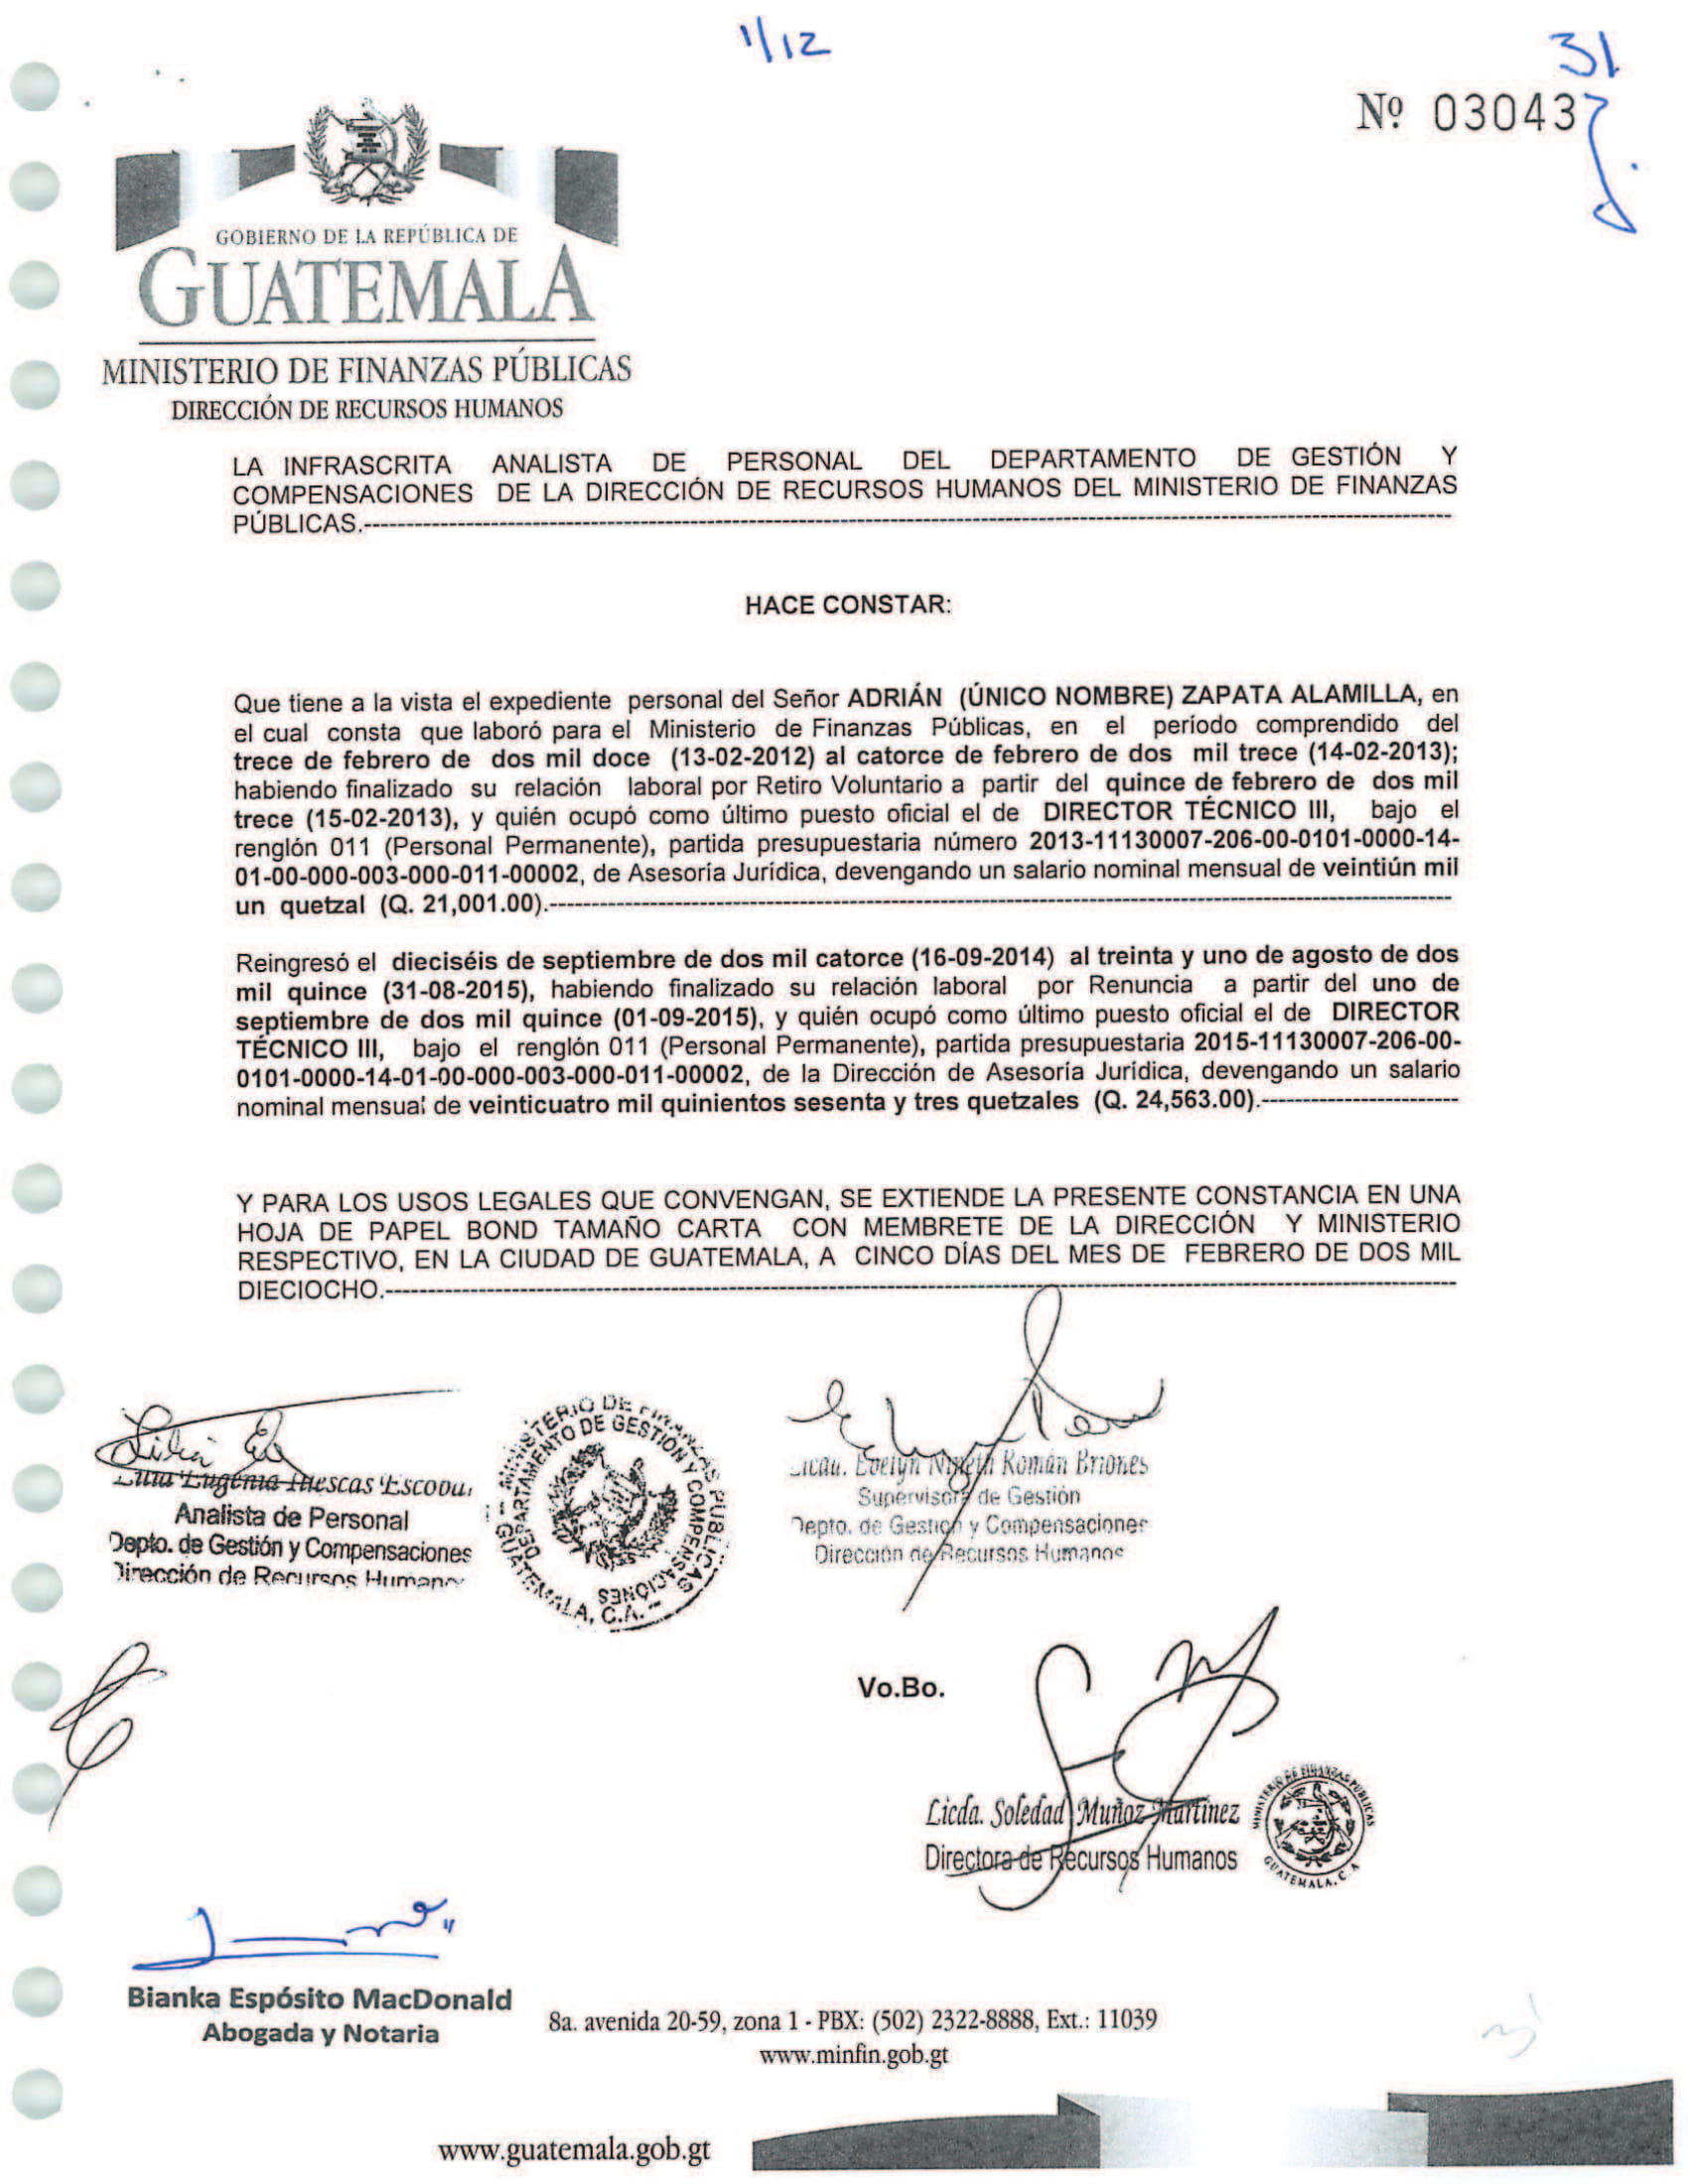 1/12
31
Nº 03043
GOBIERNO DE LA REPÚBLICA DE
GUATEMALA
MINISTERIO DE FINANZAS PÚBLICAS
DIRECCIÓN DE RECURSOS HUMANOS
LA INFRASCRITA ANALISTA DE PERSONAL DEL DEPARTAMENTO DE GESTIÓN Y
COMPENSACIONES DE LA DIRECCIÓN DE RECURSOS HUMANOS DEL MINISTERIO DE FINANZAS
PÚBLICAS.-----
HACE CONSTAR:
Que tiene a la vista el expediente personal del Señor ADRIÁN (ÚNICO NOMBRE) ZAPATA ALAMILLA, en
el cual consta que laboró para el Ministerio de Finanzas Públicas, en el período comprendido del
trece de febrero de dos mil doce (13-02-2012) al catorce de febrero de dos mil trece (14-02-2013);
habiendo finalizado su relación laboral por Retiro Voluntario a partir del quince de febrero de dos mil
trece (15-02-2013), y quién ocupó como último puesto oficial el de DIRECTOR TÉCNICO III, bajo el
renglón 011 (Personal Permanente), partida presupuestaria número 2013-11130007-206-00-0101-0000-14-
01-00-000-003-000-011-00002, de Asesoría Jurídica, devengando un salario nominal mensual de veintiún mil
un quetzal (Q. 21,001.00).-----
Reingresó el dieciséis de septiembre de dos mil catorce (16-09-2014) al treinta y uno de agosto de dos
mil quince (31-08-2015), habiendo finalizado su relación laboral por Renuncia a partir del uno de
septiembre de dos mil quince (01-09-2015), y quién ocupó como último puesto oficial el de DIRECTOR
TÉCNICO III, bajo el renglón 011 (Personal Permanente), partida presupuestaria 2015-11130007-206-00-
0101-0000-14-01-00-000-003-000-011-00002, de la Dirección de Asesoría Jurídica, devengando un salario
nominal mensual de veinticuatro mil quinientos sesenta y tres quetzales (Q. 24,563.00).-----
Y PARA LOS USOS LEGALES QUE CONVENGAN, SE EXTIENDE LA PRESENTE CONSTANCIA EN UNA
HOJA DE PAPEL BOND TAMAÑO CARTA CON MEMBRETE DE LA DIRECCIÓN Y MINISTERIO
RESPECTIVO, EN LA CIUDAD DE GUATEMALA, A CINCO DÍAS DEL MES DE FEBRERO DE DOS MIL
DIECIOCHO.-----
Eugenia
Analista de Personal
Depto. de Gestión y Compensaciones
Dirección de Recursos Humanos
MINISTERIO DE FINANZAS PUBLICAS
DEPARTAMENTO DE GESTION Y COMPENSACIONES
GUATEMALA, C.A.
Licda. Evelyn Román Briones
Supervisora de Gestión
Depto. de Gestión y Compensaciones
Dirección de Recursos Humanos
Vo.Bo.
Licda. Soledad Muñoz Martínez
Directora de Recursos Humanos
MINISTERIO DE FINANZAS PUBLICAS
GUATEMALA, C.A.
Bianka Espósito MacDonald
Abogada y Notaria
8a. avenida 20-59, zona 1 - PBX: (502) 2322-8888, Ext.: 11039
www.minfin.gob.gt
www.guatemala.gob.gt